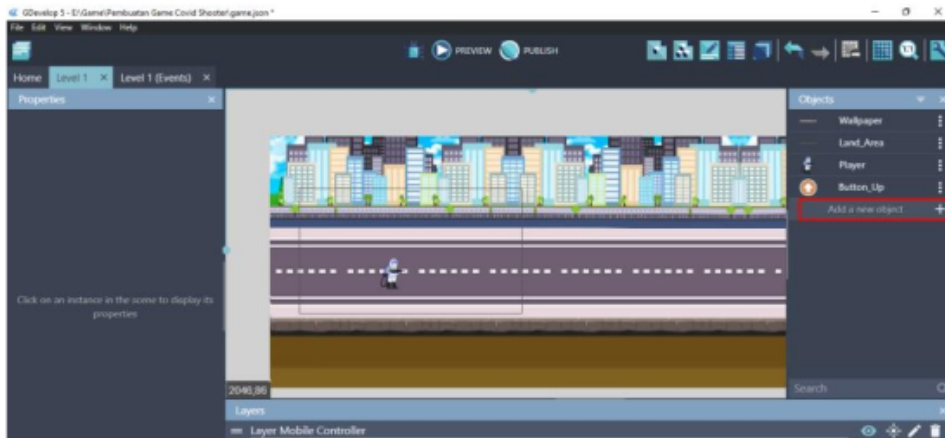 GDevelop 5 - E:\Game\Pembuatan Game Covid Shooter\game.json *
File Edit View Window Help
PREVIEW PUBLISH
Home Level 1 × Level 1 (Events) ×
Properties ×
Objects ×
Wallpaper
Land_Area
Player
Button_Up
Add a new object +
Click on an instance in the scene to display its
properties
2046;86
Search
Layers
Layer Mobile Controller